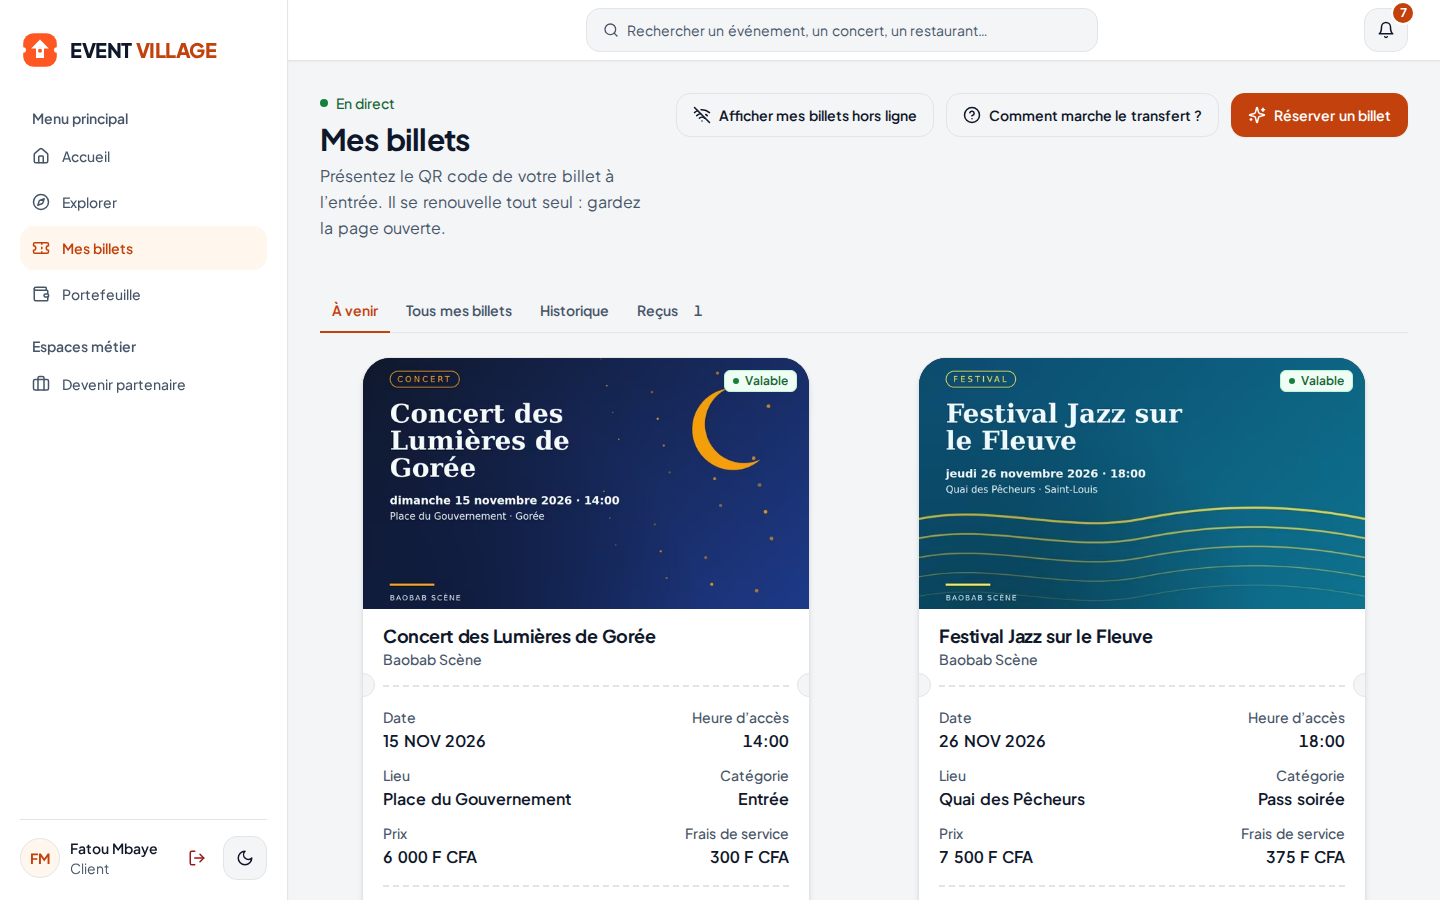 EVENT VILLAGE
Menu principal
Accueil
Explorer
Mes billets
Portefeuille
Espaces métier
Devenir partenaire
FM
Fatou Mbaye
Client
Rechercher un événement, un concert, un restaurant...
7
En direct
Mes billets
Présentez le QR code de votre billet à
l'entrée. Il se renouvelle tout seul : gardez
la page ouverte.
Afficher mes billets hors ligne
Comment marche le transfert ?
Réserver un billet
À venir
Tous mes billets
Historique
Reçus 1
CONCERT
Valable
Concert des
Lumières de
Gorée
dimanche 15 novembre 2026 · 14:00
Place du Gouvernement · Gorée
BAOBAB SCÈNE
Concert des Lumières de Gorée
Baobab Scène
Date
Heure d'accès
15 NOV 2026
14:00
Lieu
Catégorie
Place du Gouvernement
Entrée
Prix
Frais de service
6 000 F CFA
300 F CFA
FESTIVAL
Valable
Festival Jazz sur
le Fleuve
jeudi 26 novembre 2026 · 18:00
Quai des Pêcheurs · Saint-Louis
BAOBAB SCÈNE
Festival Jazz sur le Fleuve
Baobab Scène
Date
Heure d'accès
26 NOV 2026
18:00
Lieu
Catégorie
Quai des Pêcheurs
Pass soirée
Prix
Frais de service
7 500 F CFA
375 F CFA